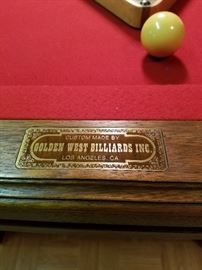 CUSTOM MADE BY
GOLDEN WEST BILLIARDS INC.
LOS ANGELES, CA.